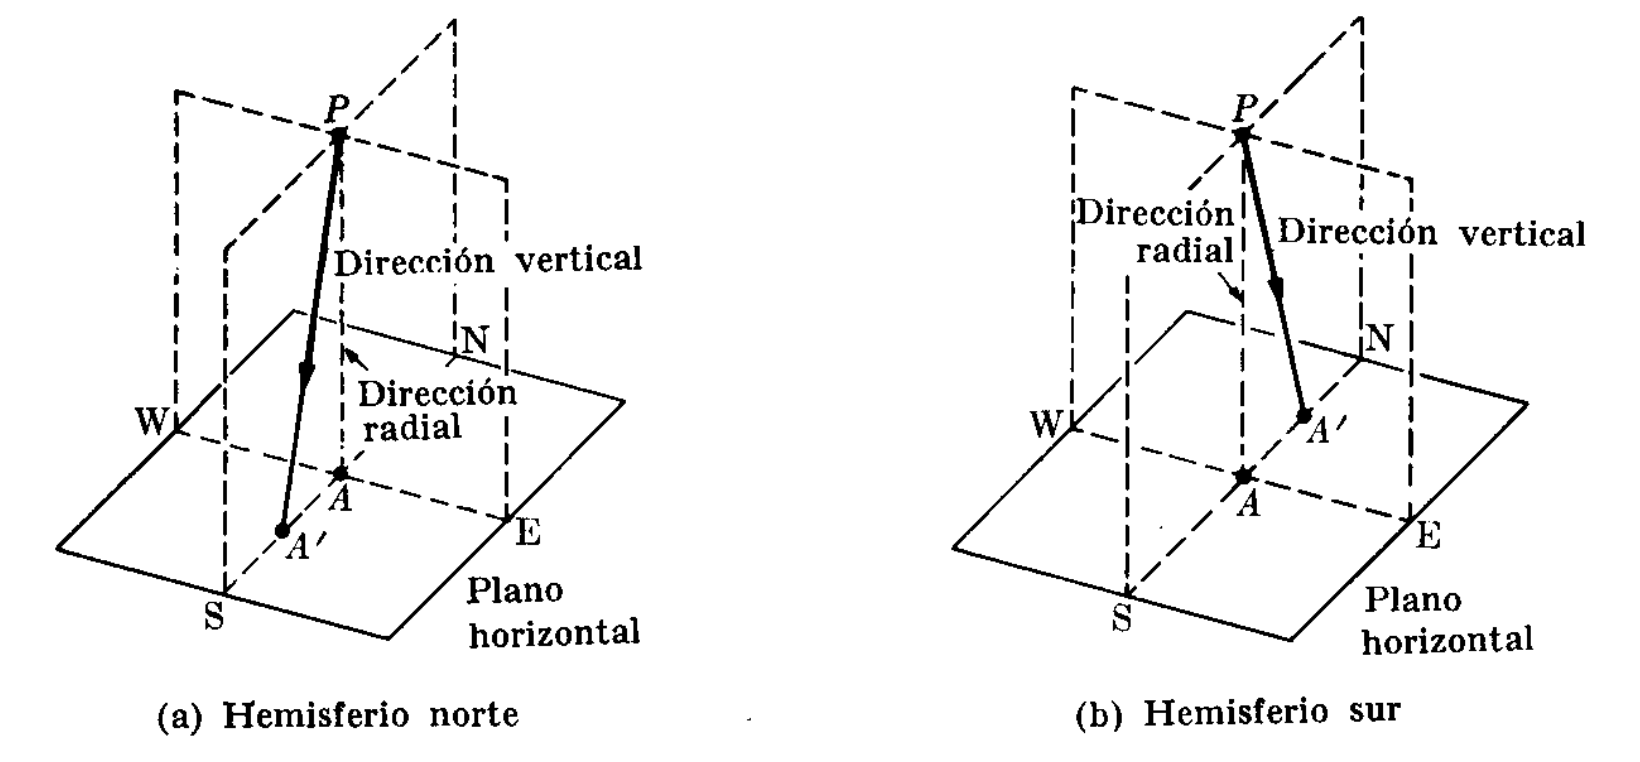 P
Dirección vertical
N
Dirección
radial
W
A
A′
E
S
Plano
horizontal
(a) Hemisferio norte
P
Dirección
radial
Dirección vertical
N
W
A′
A
E
S
Plano
horizontal
(b) Hemisferio sur